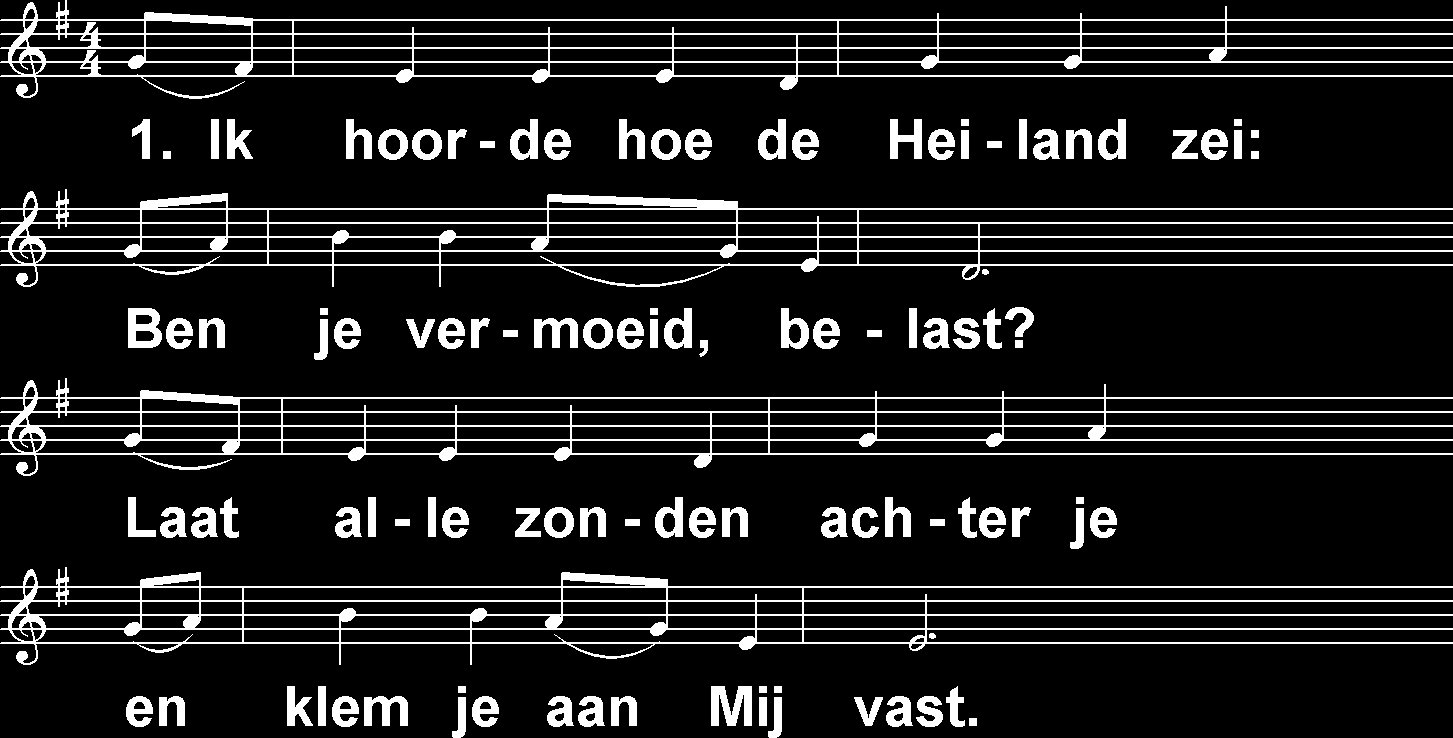 1. Ik hoor - de hoe de Hei - land zei:
Ben je ver - moeid, be - last?
Laat al - le zon - den ach - ter je
en klem je aan Mij vast.